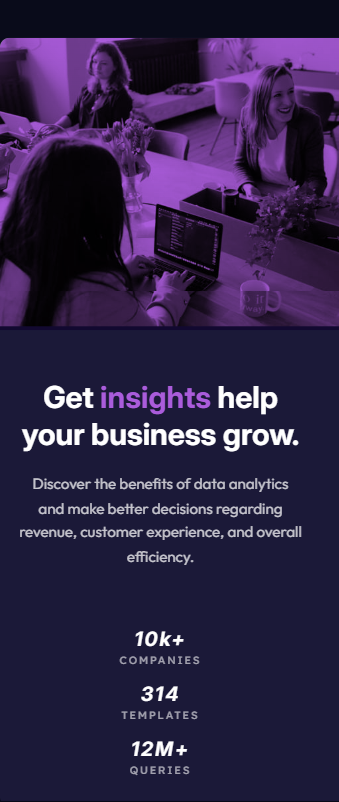 Get insights help
your business grow.
Discover the benefits of data analytics
and make better decisions regarding
revenue, customer experience, and overall
efficiency.
10k+
COMPANIES
314
TEMPLATES
12M+
QUERIES